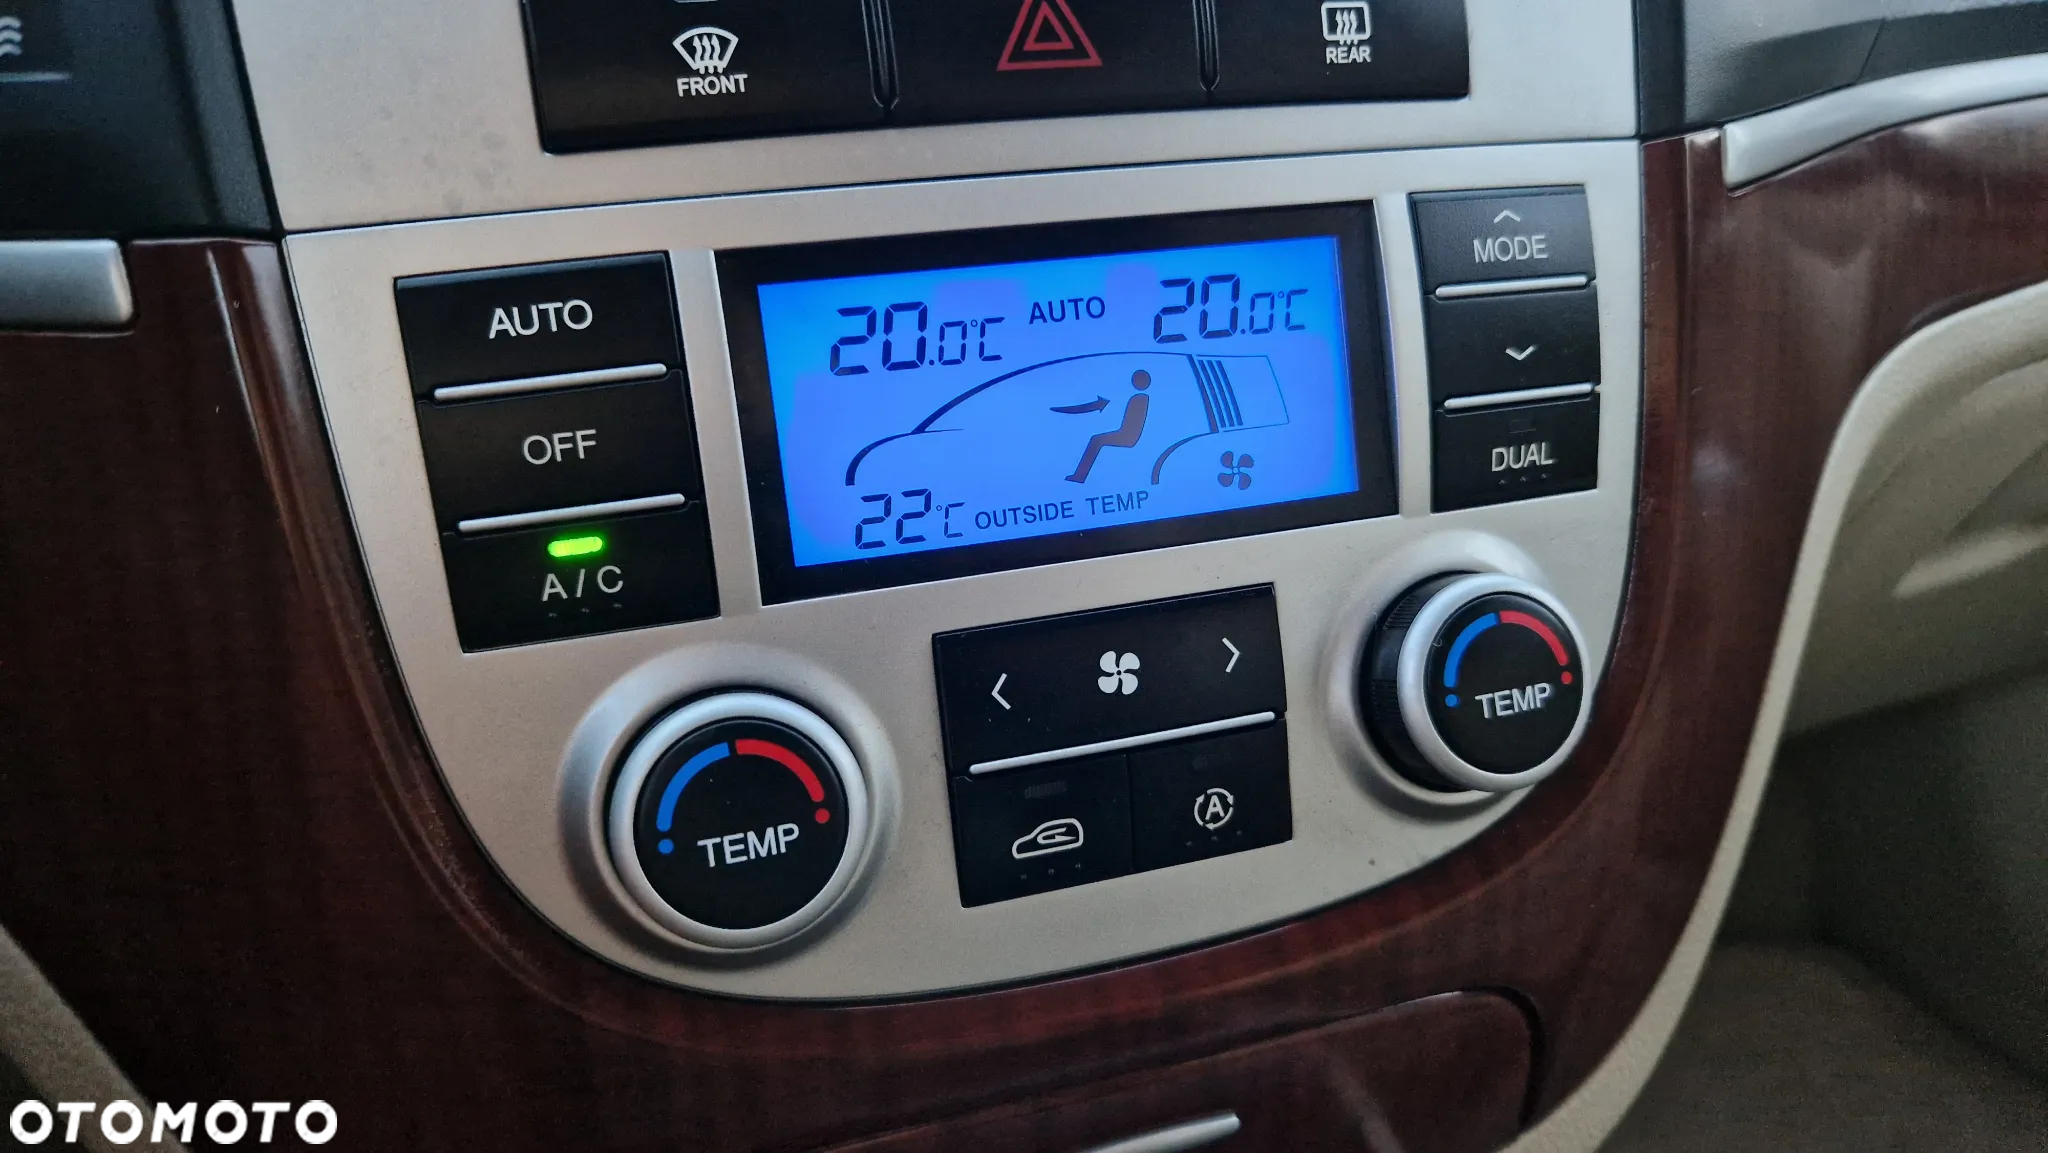 FRONT
REAR
AUTO
OFF
A/C
20.0°C AUTO 20.0°C
22°C OUTSIDE TEMP
MODE
DUAL
TEMP
A
TEMP
OTOMOTO